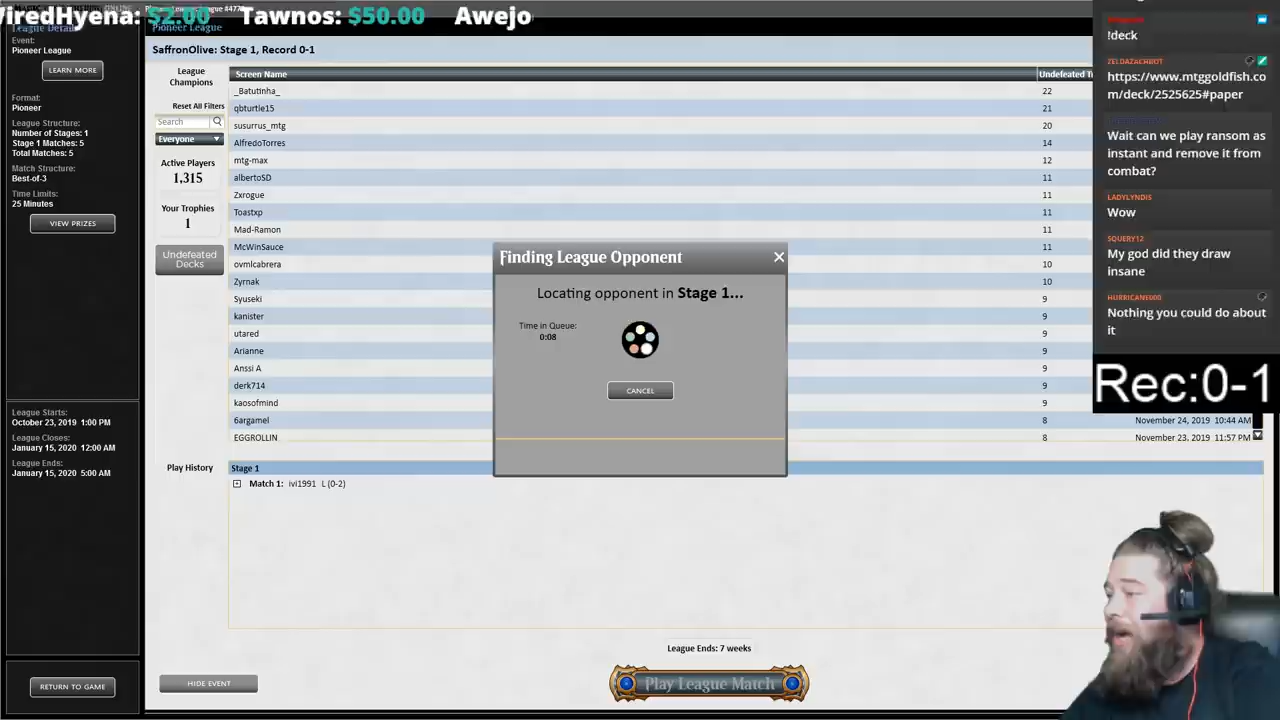 WiredHyena: $2.00 Tawnos: $50.00 Awejo
League Details
Event:
Pioneer League
LEARN MORE
Format:
Pioneer
League Structure:
Number of Stages: 1
Stage 1 Matches: 5
Total Matches: 5
Match Structure:
Best-of-3
Time Limits:
25 Minutes
VIEW PRIZES
League Starts:
October 23, 2019 1:00 PM
League Closes:
January 15, 2020 12:00 AM
League Ends:
January 15, 2020 5:00 AM
RETURN TO GAME
Pioneer League
SaffronOlive: Stage 1, Record 0-1
League
Champions
Reset All Filters
Search
Everyone
Active Players
1,315
Your Trophies
1
Undefeated
Decks
Screen Name Undefeated Tr
_Batutinha_ 22
qbturtle15 21
susurrus_mtg 20
AlfredoTorres 14
mtg-max 12
albertoSD 11
Zxrogue 11
Toastxp 11
Mad-Ramon 11
McWinSauce 11
ovmlcabrera 10
Zyrnak 10
Syuseki 9
kanister 9
utared 9
Arianne 9
Anssi A 9
derk714 9
kaosofmind 9
6argamel 8 November 24, 2019 10:44 AM
EGGROLLIN 8 November 23, 2019 11:57 PM
Finding League Opponent
Locating opponent in Stage 1...
Time in Queue:
0:08
CANCEL
Play History
Stage 1
Match 1: ivi1991 L (0-2)
League Ends: 7 weeks
HIDE EVENT
Play League Match
!deck
ZELDAZACHBOT
https://www.mtggoldfish.co
m/deck/2525625#paper
Wait can we play ransom as
instant and remove it from
combat?
LADYLYNDIS
Wow
SQUERY12
My god did they draw
insane
HURRICANE000
Nothing you could do about
it
Rec:0-1